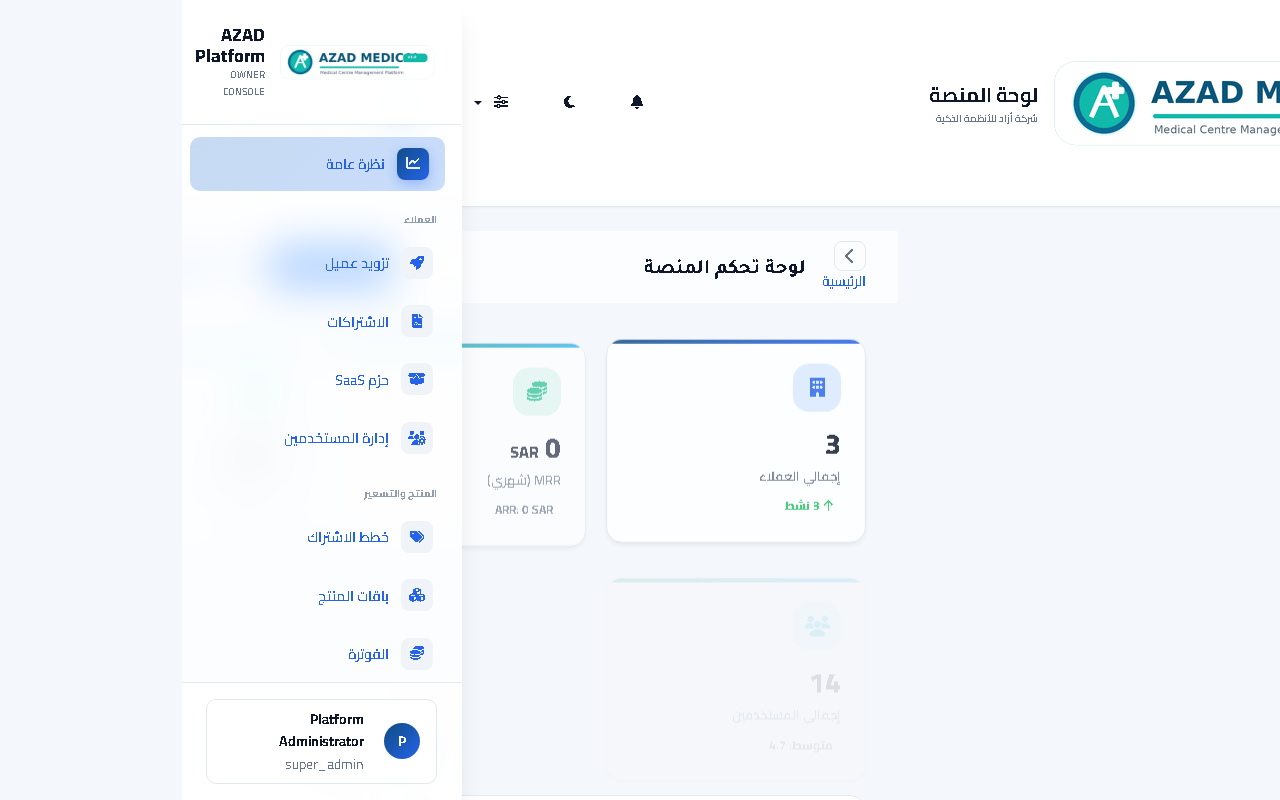 AZAD
Platform
OWNER
CONSOLE
AZAD MEDIC
Medical Centre Management Platform
نظرة عامة
العملاء
تزويد عميل
الاشتراكات
حزم SaaS
إدارة المستخدمين
المنتج والتسعير
خطط الاشتراك
باقات المنتج
الفوترة
P
Platform
Administrator
super_admin
لوحة المنصة
شركة أزاد للأنظمة الذكية
AZAD M
Medical Centre Manage
الرئيسية
لوحة تحكم المنصة
3
إجمالي العملاء
3 نشط
0 SAR
MRR (شهري)
ARR: 0 SAR
14
إجمالي المستخدمين
متوسط: 4.7